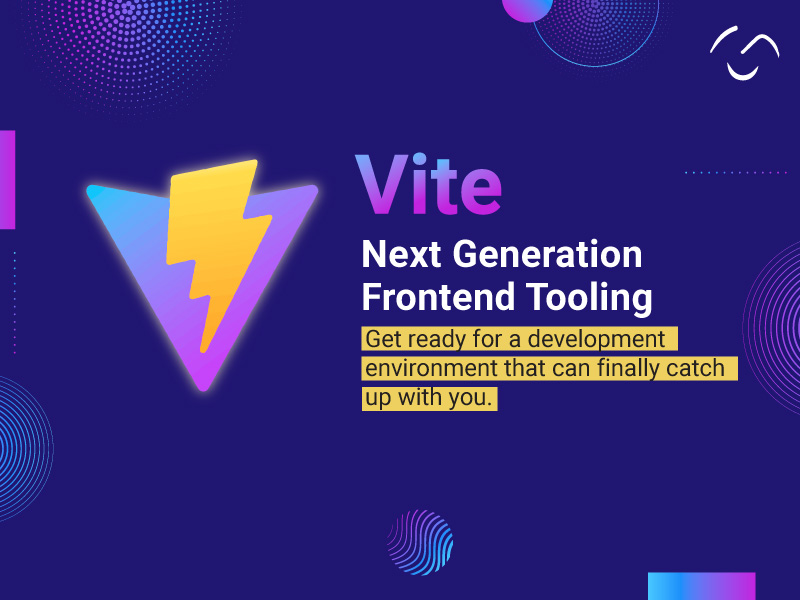 Vite
Next Generation
Frontend Tooling
Get ready for a development
environment that can finally catch
up with you.